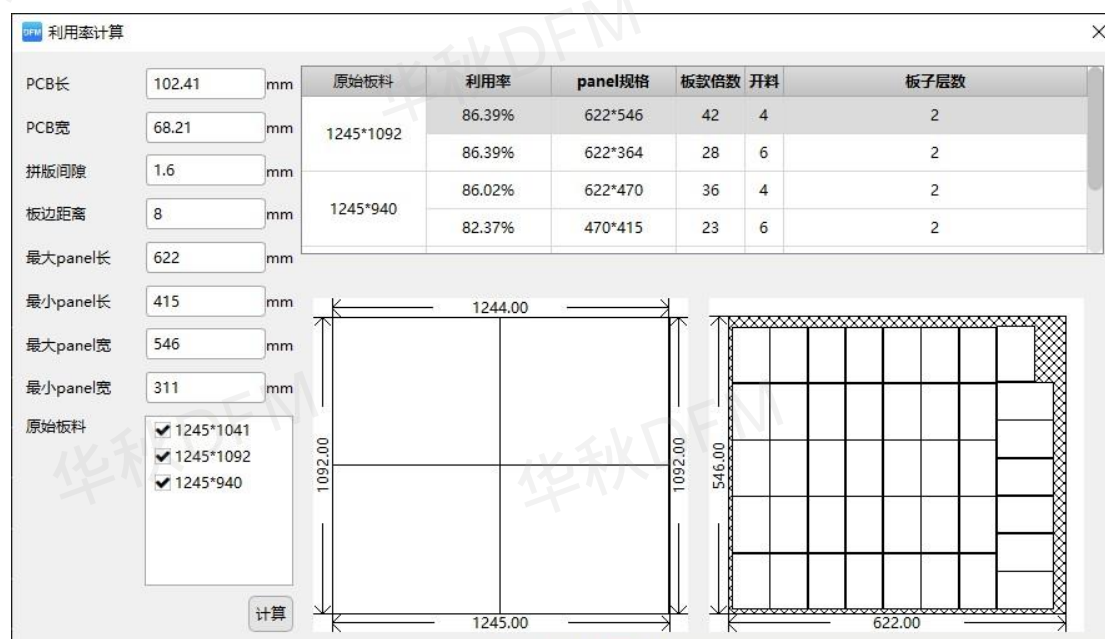 DFM 利用率计算
PCB长 102.41 mm
PCB宽 68.21 mm
拼版间隙 1.6 mm
板边距离 8 mm
最大panel长 622 mm
最小panel长 415 mm
最大panel宽 546 mm
最小panel宽 311 mm
原始板料
1245*1041
1245*1092
1245*940
计算
原始板料 利用率 panel规格 板款倍数 开料 板子层数
1245*1092
86.39% 622*546 42 4 2
86.39% 622*364 28 6 2
1245*940
86.02% 622*470 36 4 2
82.37% 470*415 23 6 2
1244.00
1092.00
1092.00
1245.00
546.00
622.00
华秋DFM
华秋DFM
华秋DFM